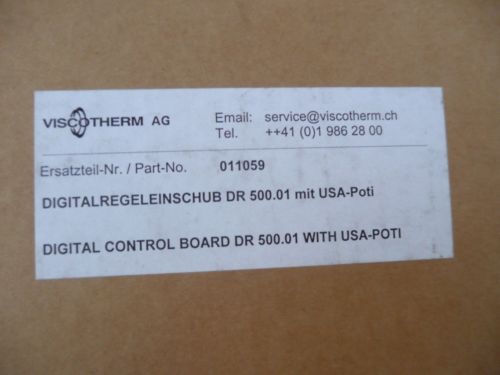 VISCOTHERM AG
Email: service@viscotherm.ch
Tel. ++41 (0)1 986 28 00
Ersatzteil-Nr. / Part-No. 011059
DIGITALREGELEINSCHUB DR 500.01 mit USA-Poti
DIGITAL CONTROL BOARD DR 500.01 WITH USA-POTI